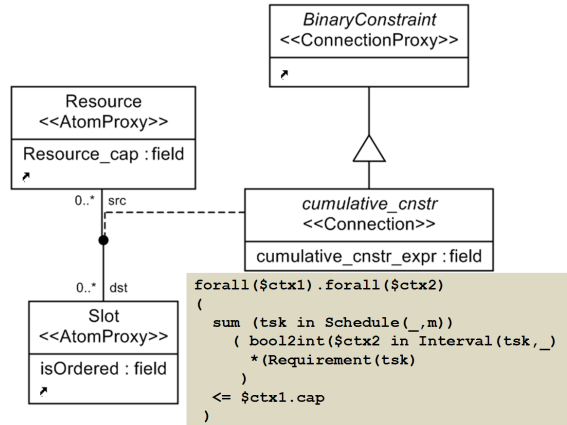 BinaryConstraint
<<ConnectionProxy>>
Resource
<<AtomProxy>>
Resource_cap : field
0..* src
cumulative_cnstr
<<Connection>>
cumulative_cnstr_expr : field
0..* dst
Slot
<<AtomProxy>>
isOrdered : field
forall($ctx1).forall($ctx2)
(
sum (tsk in Schedule(_,m))
( bool2int($ctx2 in Interval(tsk,_)
*(Requirement(tsk)
)
<= $ctx1.cap
)